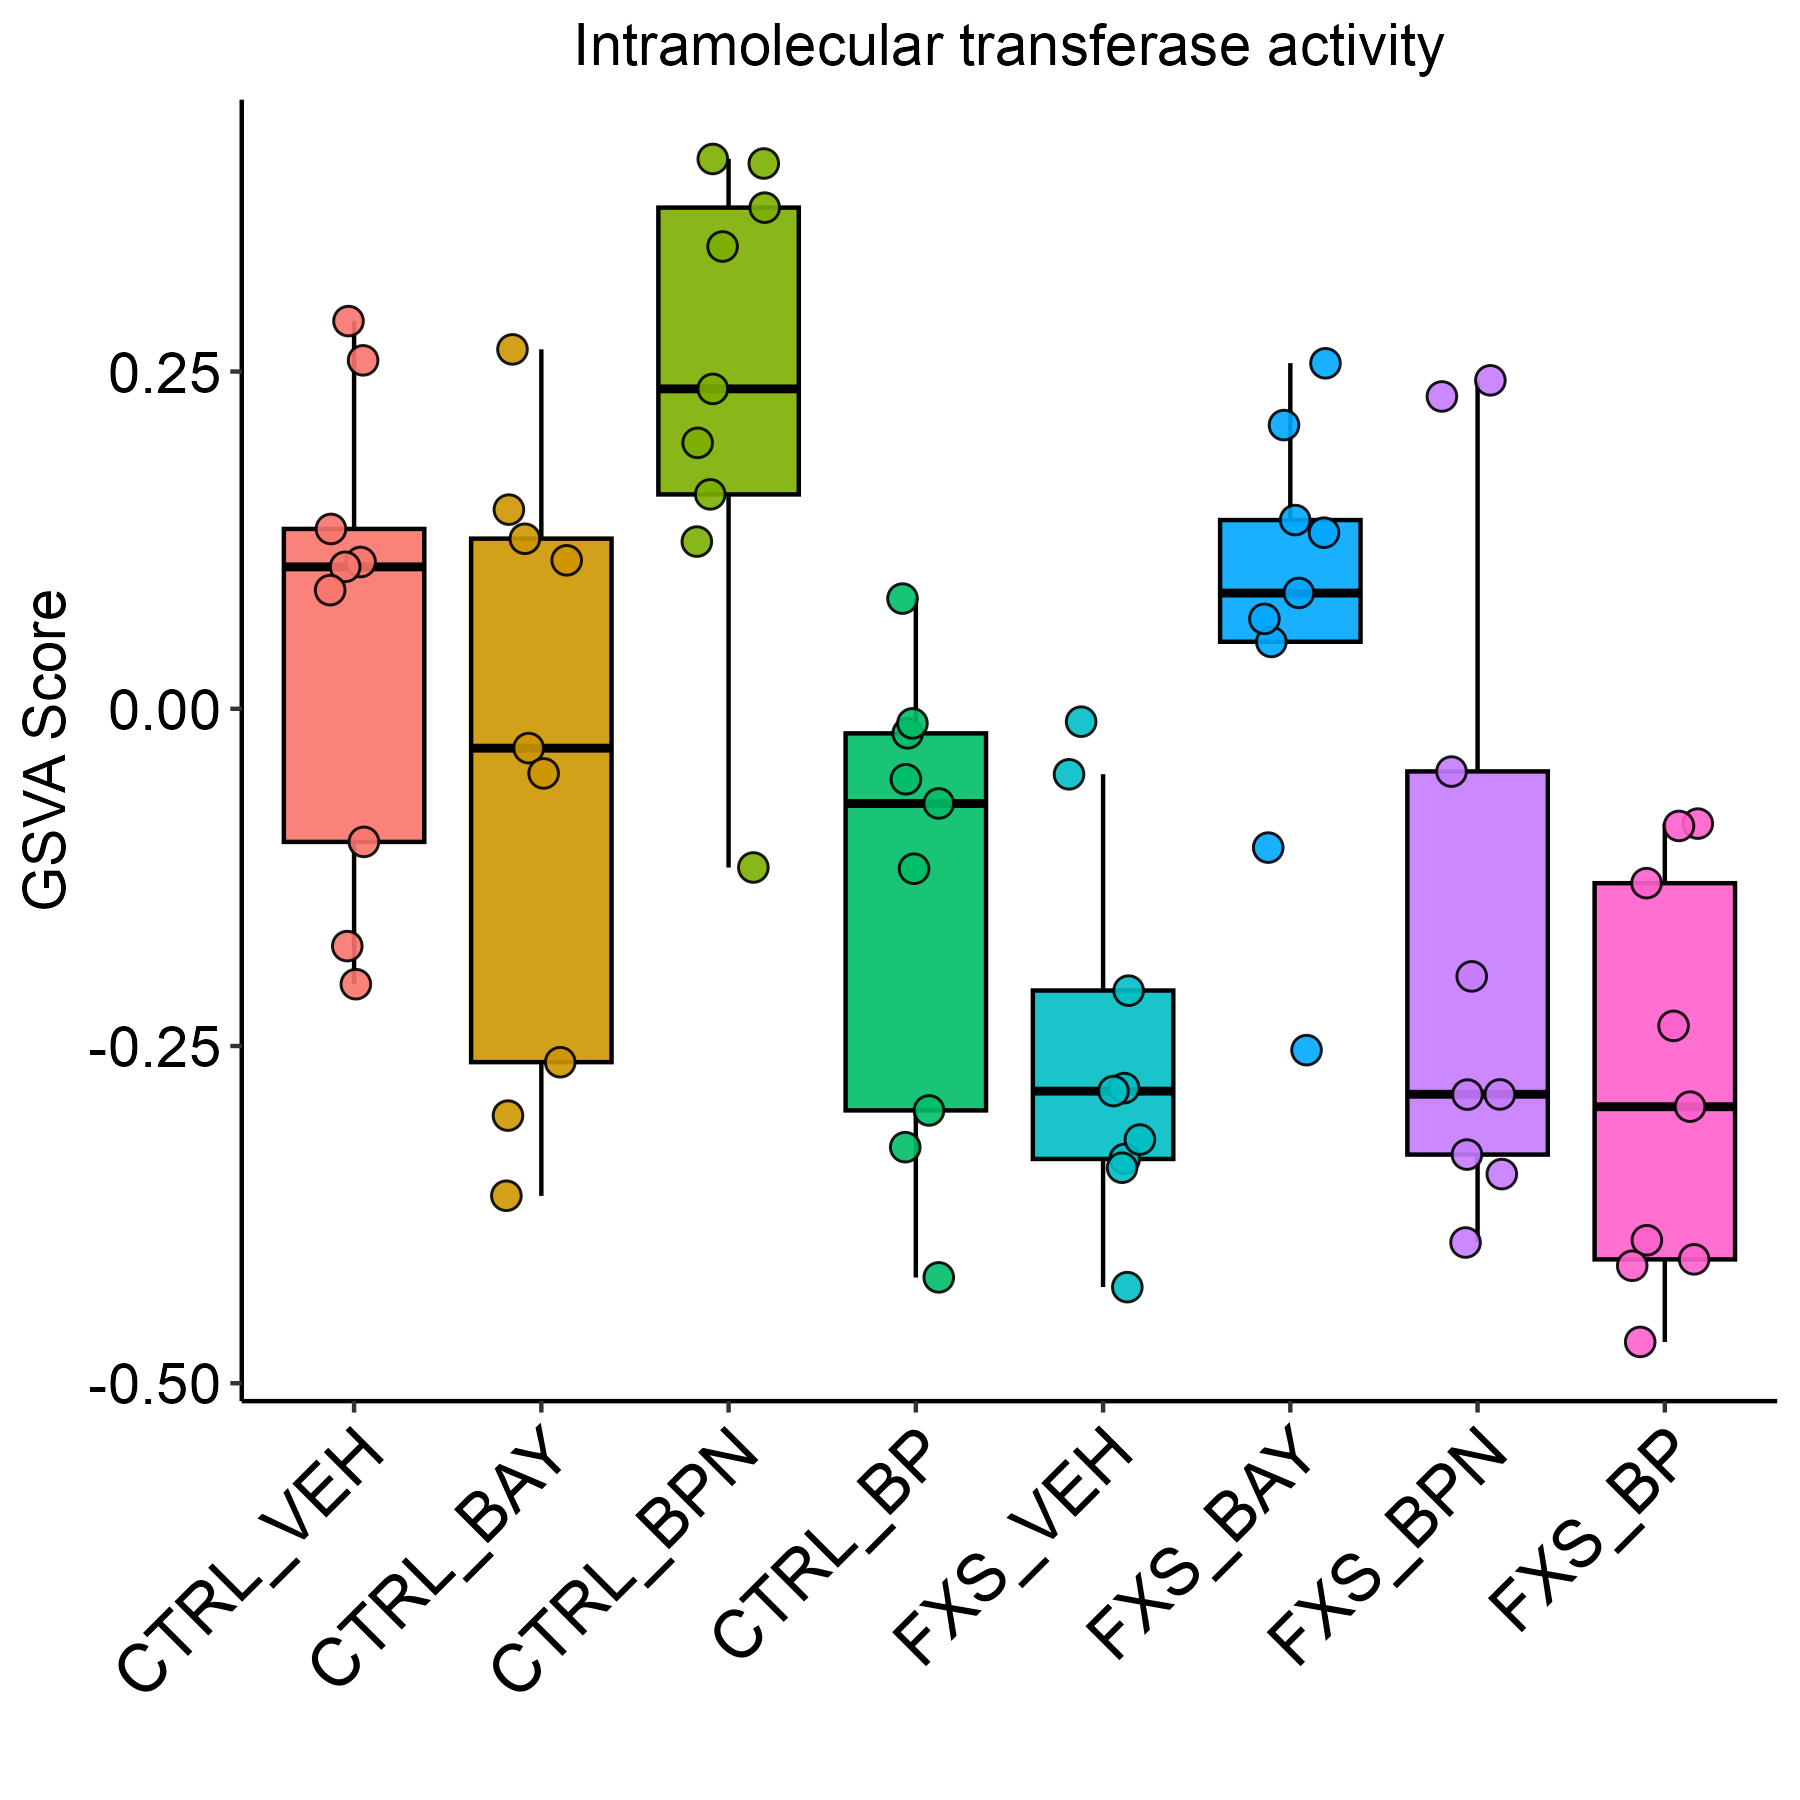 Intramolecular transferase activity
GSVA Score
0.25
0.00
-0.25
-0.50
CTRL_VEH
CTRL_BAY
CTRL_BPN
CTRL_BP
FXS_VEH
FXS_BAY
FXS_BPN
FXS_BP